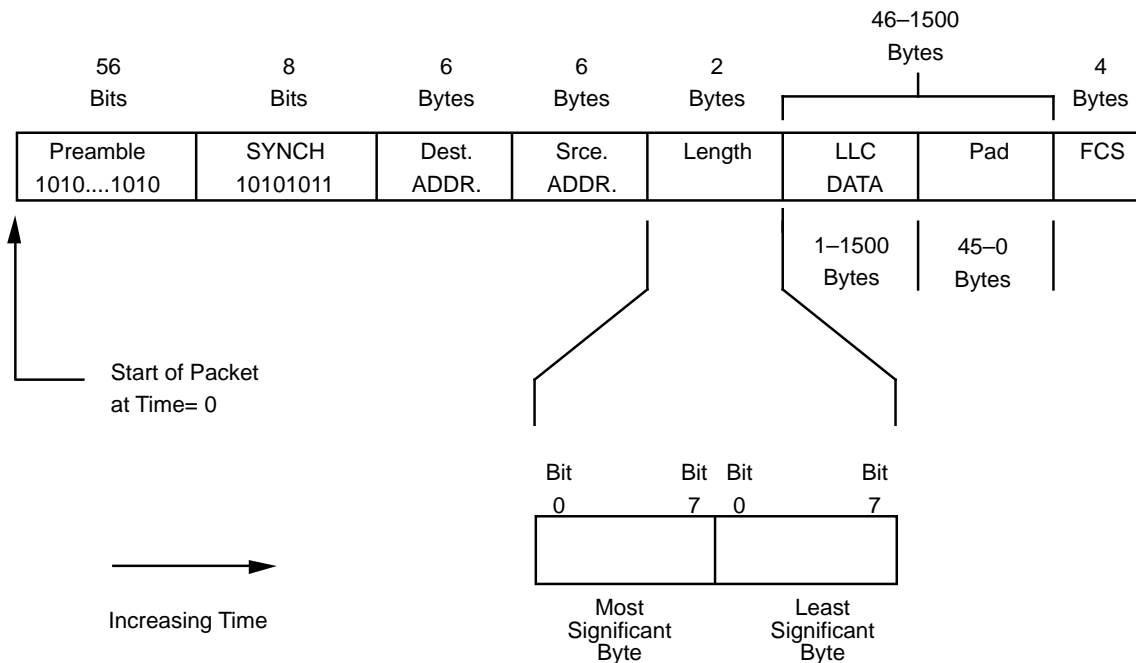 46–1500
Bytes
56
Bits
8
Bits
6
Bytes
6
Bytes
2
Bytes
4
Bytes
Preamble
1010....1010
SYNCH
10101011
Dest.
ADDR.
Srce.
ADDR.
Length
LLC
DATA
Pad
FCS
1–1500
Bytes
45–0
Bytes
Start of Packet
at Time= 0
Bit
0
Bit
7
Bit
0
Bit
7
Increasing Time
Most
Significant
Byte
Least
Significant
Byte